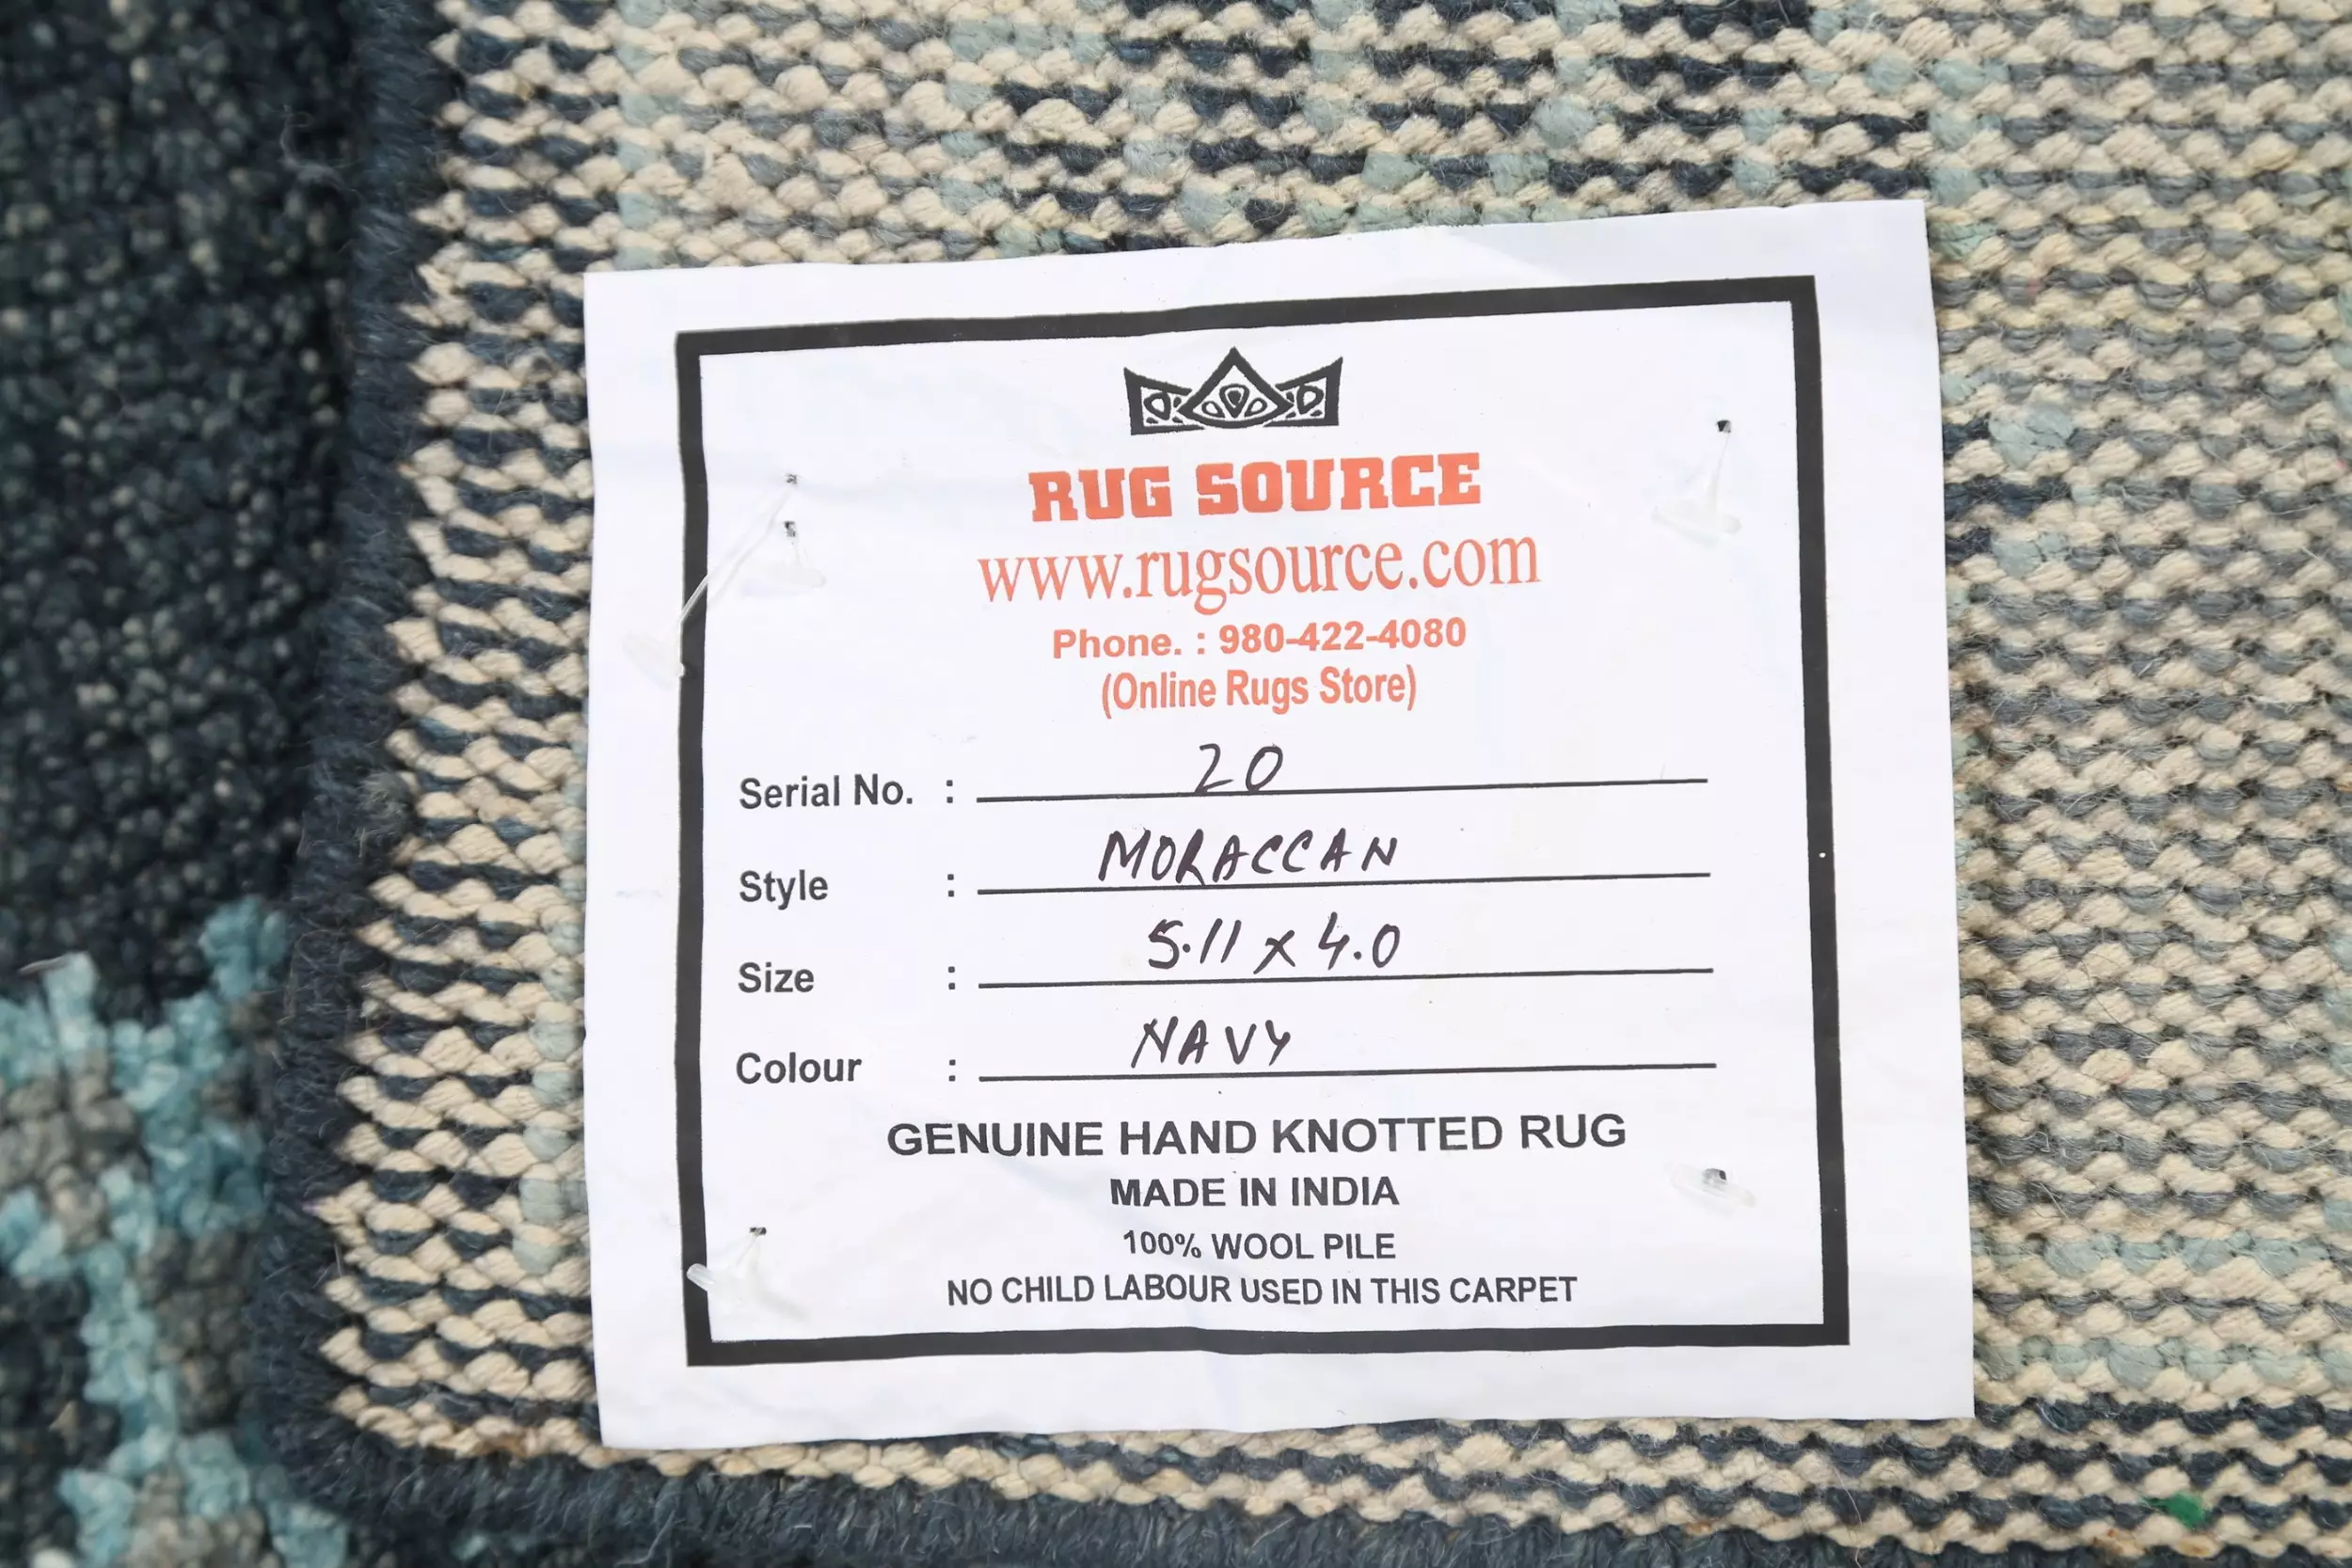 RUG SOURCE
www.rugsource.com
Phone. : 980-422-4080
(Online Rugs Store)
Serial No. : 20
Style : MORACCAN
Size : 5.11 x 4.0
Colour : NAVY
GENUINE HAND KNOTTED RUG
MADE IN INDIA
100% WOOL PILE
NO CHILD LABOUR USED IN THIS CARPET